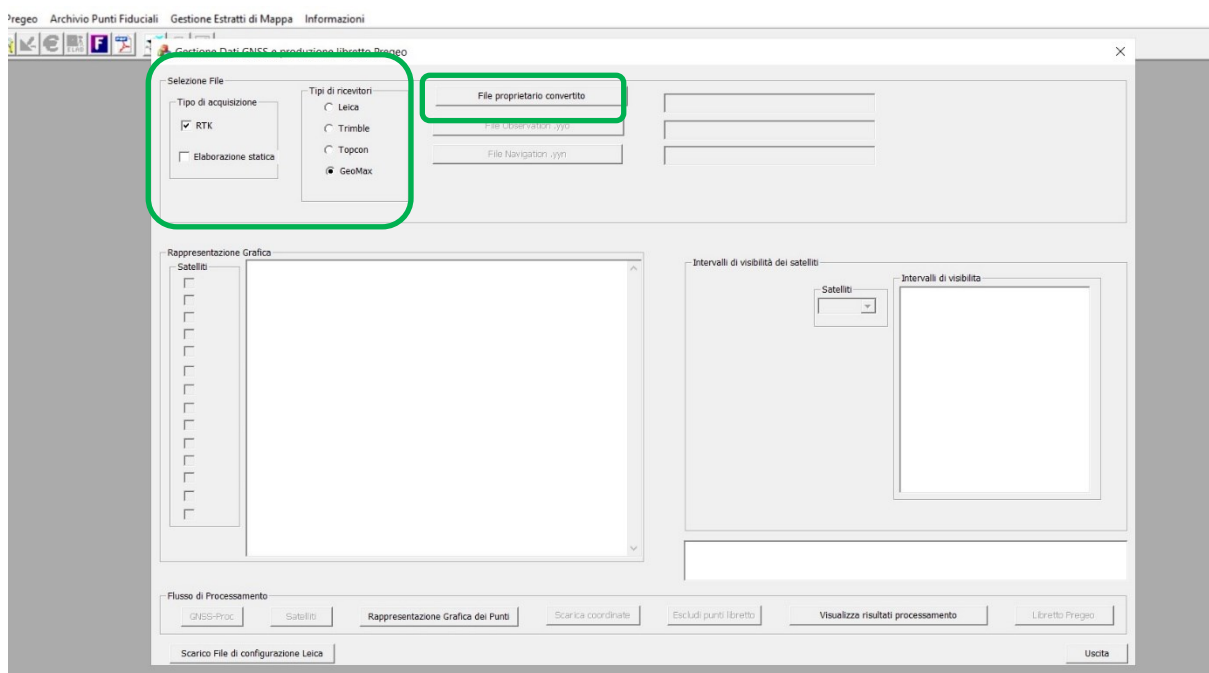 Pregeo Archivio Punti Fiduciali Gestione Estratti di Mappa Informazioni
Gestione Dati GNSS e produzione libretto Pregeo
Selezione File
Tipo di acquisizione
RTK
Elaborazione statica
Tipi di ricevitori
Leica
Trimble
Topcon
GeoMax
File proprietario convertito
File Observation .yyo
File Navigation .yyn
Rappresentazione Grafica
Satelliti
Intervalli di visibilità dei satelliti
Satelliti
Intervalli di visibilita
Flusso di Processamento
GNSS-Proc
Satelliti
Rappresentazione Grafica dei Punti
Scarica coordinate
Escludi punti libretto
Visualizza risultati processamento
Libretto Pregeo
Scarico File di configurazione Leica
Uscita